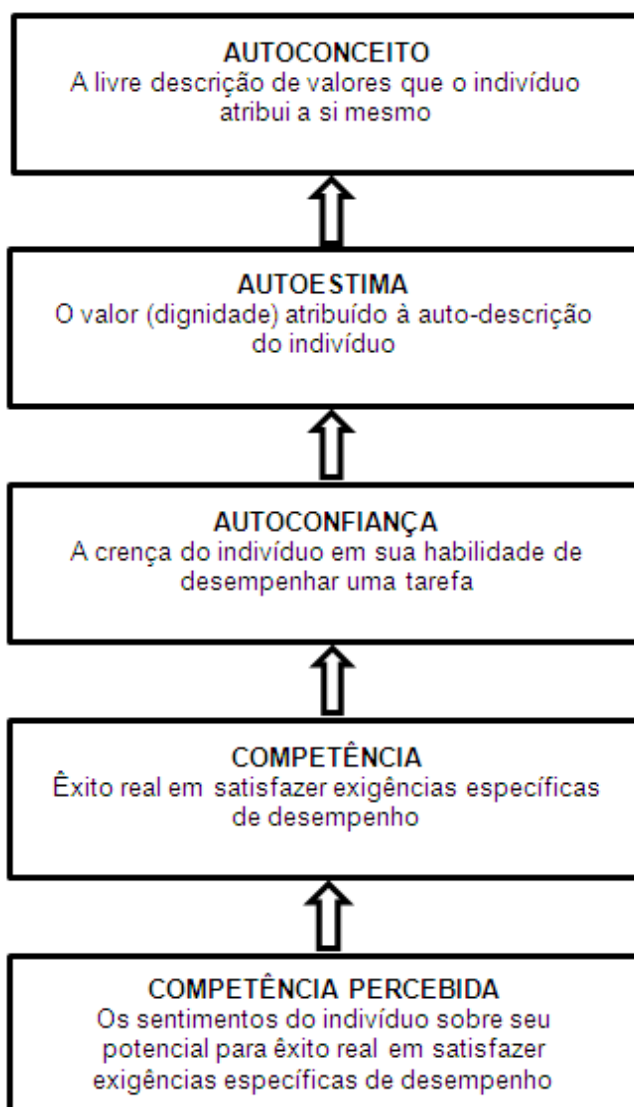 AUTOCONCEITO
A livre descrição de valores que o indivíduo
atribui a si mesmo
AUTOESTIMA
O valor (dignidade) atribuído à auto-descrição
do indivíduo
AUTOCONFIANÇA
A crença do indivíduo em sua habilidade de
desempenhar uma tarefa
COMPETÊNCIA
Êxito real em satisfazer exigências específicas
de desempenho
COMPETÊNCIA PERCEBIDA
Os sentimentos do indivíduo sobre seu
potencial para êxito real em satisfazer
exigências específicas de desempenho